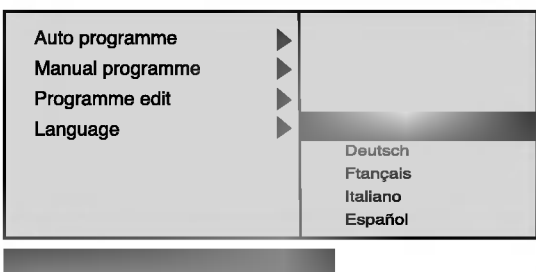 Auto programme
Manual programme
Programme edit
Language
Deutsch
Ftançais
Italiano
Español